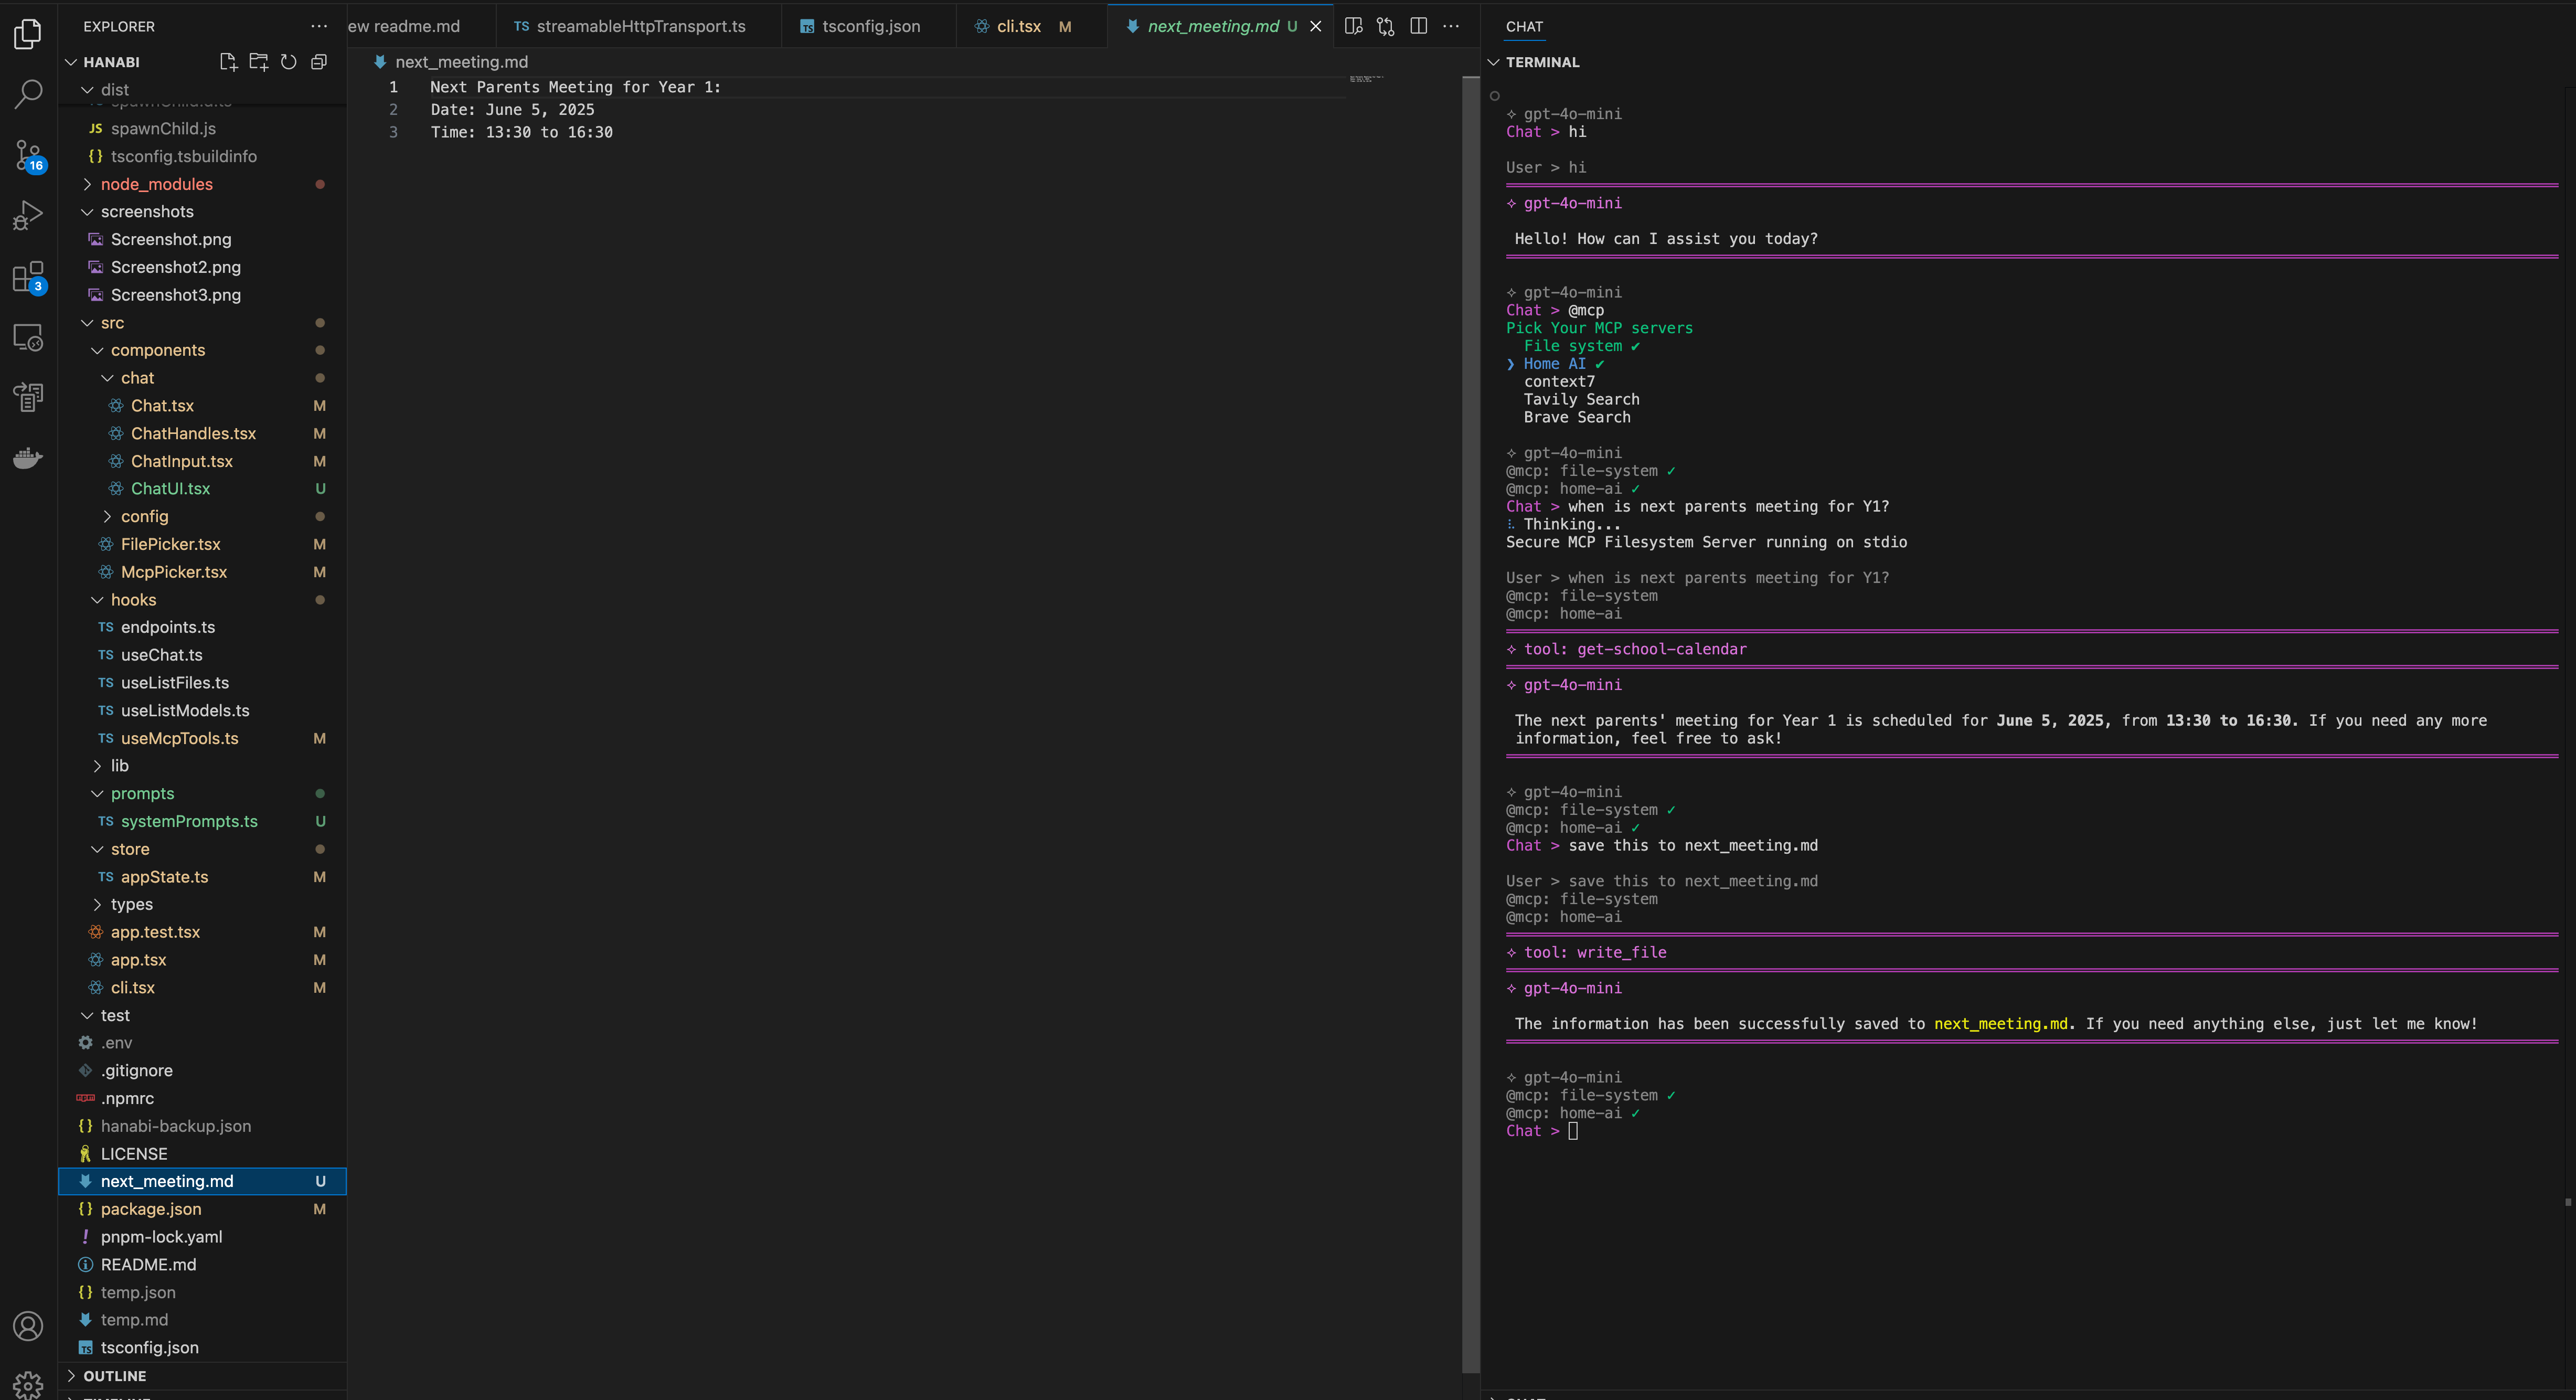 EXPLORER
HANABI
dist
spawnChild.js
tsconfig.tsbuildinfo
node_modules
screenshots
Screenshot.png
Screenshot2.png
Screenshot3.png
src
components
chat
Chat.tsx M
ChatHandles.tsx M
ChatInput.tsx M
ChatUI.tsx U
config
FilePicker.tsx M
McpPicker.tsx M
hooks
TS endpoints.ts
TS useChat.ts
TS useListFiles.ts
TS useListModels.ts
TS useMcpTools.ts M
lib
prompts
TS systemPrompts.ts U
store
TS appState.ts M
types
app.test.tsx M
app.tsx M
cli.tsx M
test
.env
.gitignore
.npmrc
hanabi-backup.json
LICENSE
next_meeting.md U
package.json M
pnpm-lock.yaml
README.md
temp.json
temp.md
tsconfig.json
OUTLINE
16
3
ew readme.md
TS streamableHttpTransport.ts
tsconfig.json
cli.tsx M
next_meeting.md U
next_meeting.md
1 Next Parents Meeting for Year 1:
2 Date: June 5, 2025
3 Time: 13:30 to 16:30
CHAT
TERMINAL
gpt-4o-mini
Chat > hi
User > hi
gpt-4o-mini
Hello! How can I assist you today?
gpt-4o-mini
Chat > @mcp
Pick Your MCP servers
File system ✔
❯ Home AI ✔
context7
Tavily Search
Brave Search
gpt-4o-mini
@mcp: file-system ✓
@mcp: home-ai ✓
Chat > when is next parents meeting for Y1?
Thinking...
Secure MCP Filesystem Server running on stdio
User > when is next parents meeting for Y1?
@mcp: file-system
@mcp: home-ai
tool: get-school-calendar
gpt-4o-mini
The next parents' meeting for Year 1 is scheduled for June 5, 2025, from 13:30 to 16:30. If you need any more
information, feel free to ask!
gpt-4o-mini
@mcp: file-system ✓
@mcp: home-ai ✓
Chat > save this to next_meeting.md
User > save this to next_meeting.md
@mcp: file-system
@mcp: home-ai
tool: write_file
gpt-4o-mini
The information has been successfully saved to next_meeting.md. If you need anything else, just let me know!
gpt-4o-mini
@mcp: file-system ✓
@mcp: home-ai ✓
Chat >